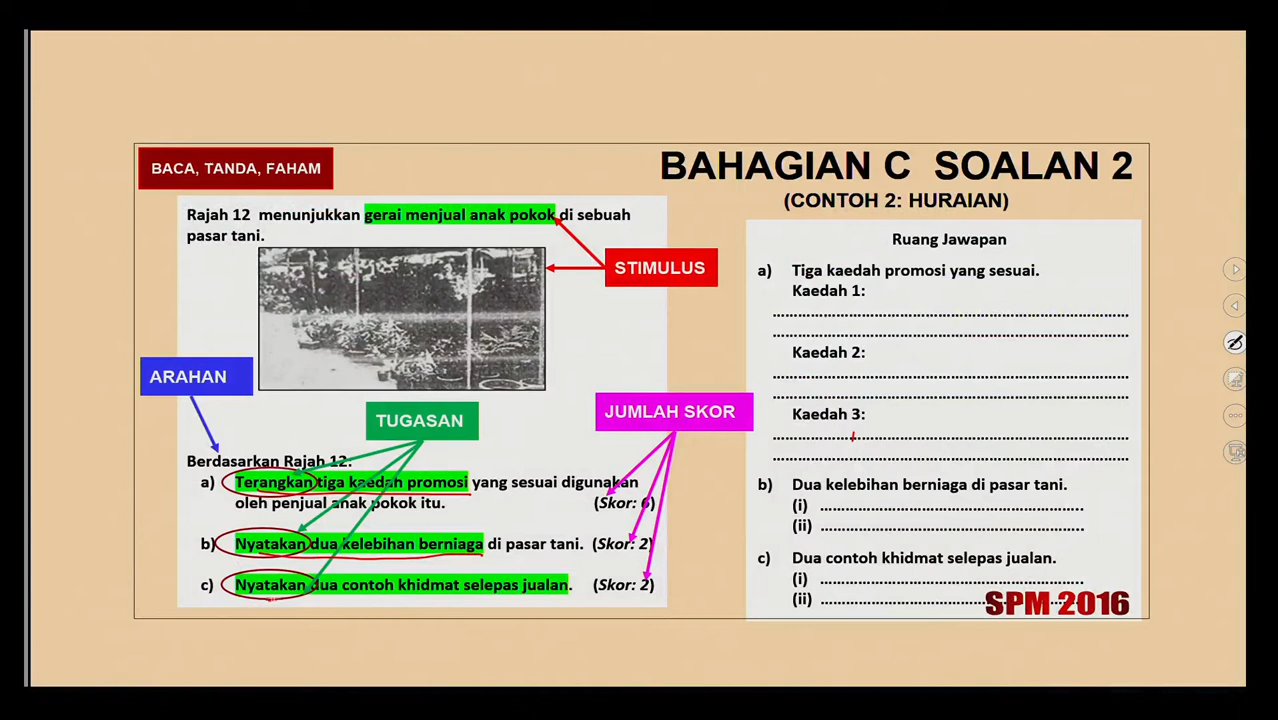 BACA, TANDA, FAHAM
BAHAGIAN C SOALAN 2
(CONTOH 2: HURAIAN)
Rajah 12 menunjukkan gerai menjual anak pokok di sebuah
pasar tani.
STIMULUS
ARAHAN
TUGASAN
JUMLAH SKOR
Berdasarkan Rajah 12:
a) Terangkan tiga kaedah promosi yang sesuai digunakan
oleh penjual anak pokok itu. (Skor: 6)
b) Nyatakan dua kelebihan berniaga di pasar tani. (Skor: 2)
c) Nyatakan dua contoh khidmat selepas jualan. (Skor: 2)
Ruang Jawapan
a) Tiga kaedah promosi yang sesuai.
Kaedah 1:
Kaedah 2:
Kaedah 3:
b) Dua kelebihan berniaga di pasar tani.
(i)
(ii)
c) Dua contoh khidmat selepas jualan.
(i)
(ii)
SPM 2016